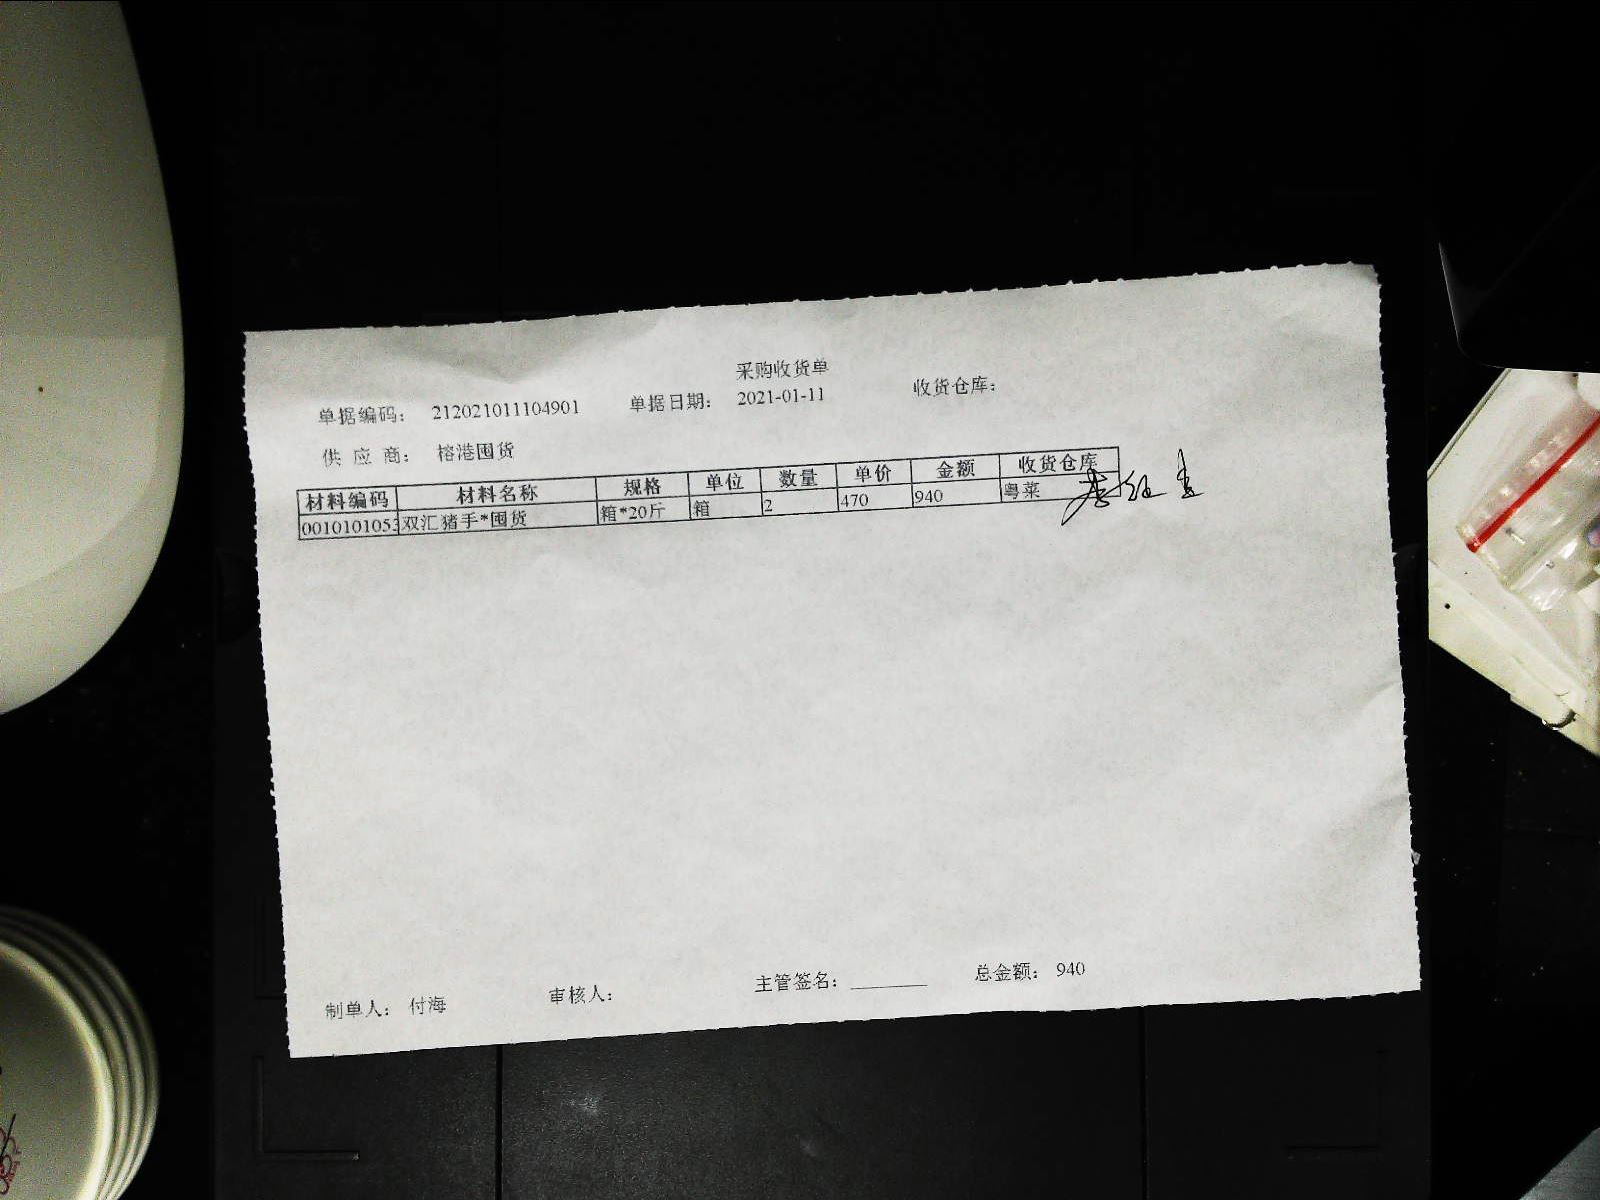 采购收货单
单据编码： 212021011104901 单据日期： 2021-01-11 收货仓库：
供 应 商： 榕港囤货
材料编码 材料名称 规格 单位 数量 单价 金额 收货仓库
0010101053 双汇猪手*囤货 箱*20斤 箱 2 470 940 粤菜
制单人： 付海 审核人： 主管签名：________ 总金额： 940